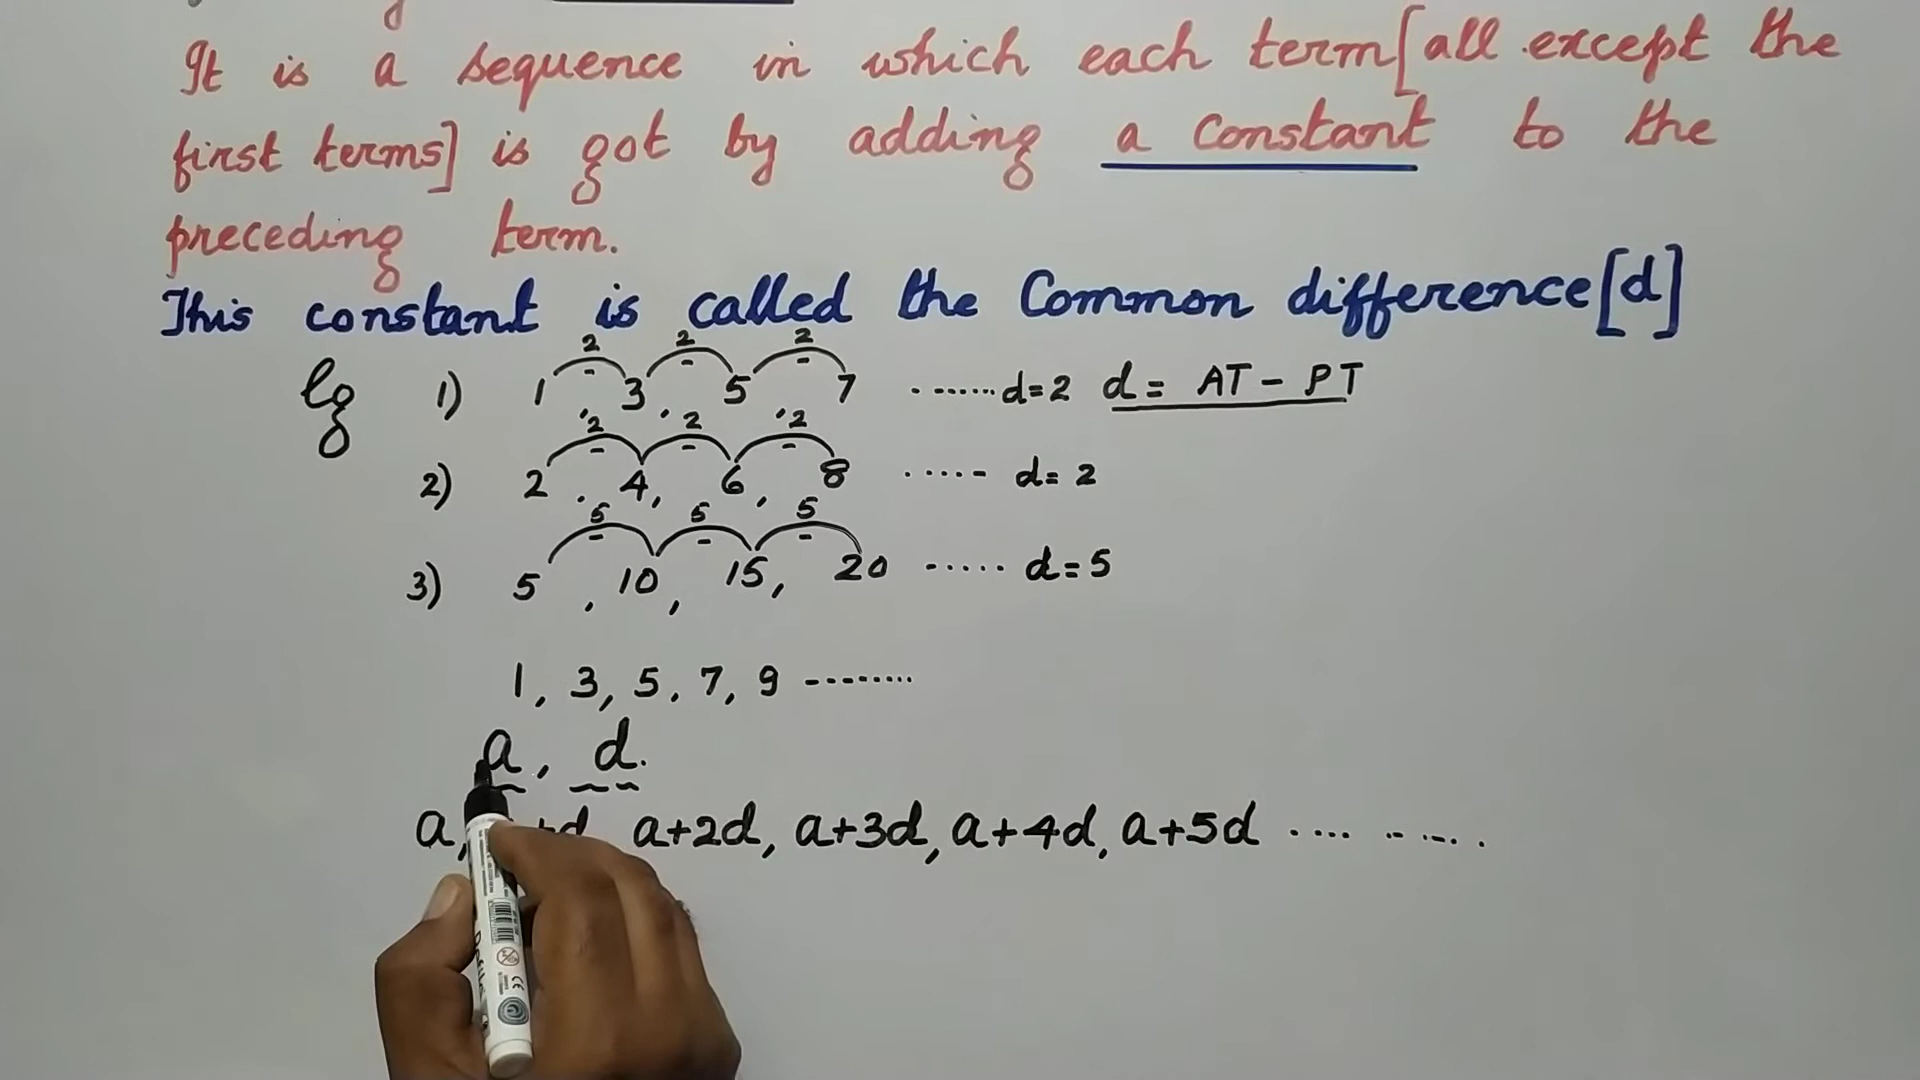 It is a sequence in which each term [all except the
first terms] is got by adding a constant to the
preceding term.
This constant is called the Common difference [d]
2 2 2
Eg 1) 1, 3, 5, 7 ....... d=2 d = AT - PT
2 2 2
2) 2, 4, 6, 8 ..... d= 2
5 5 5
3) 5, 10, 15, 20 ...... d=5
1, 3, 5, 7, 9 ........
a, d.
a, +d a+2d, a+3d, a+4d, a+5d .... .....
CE